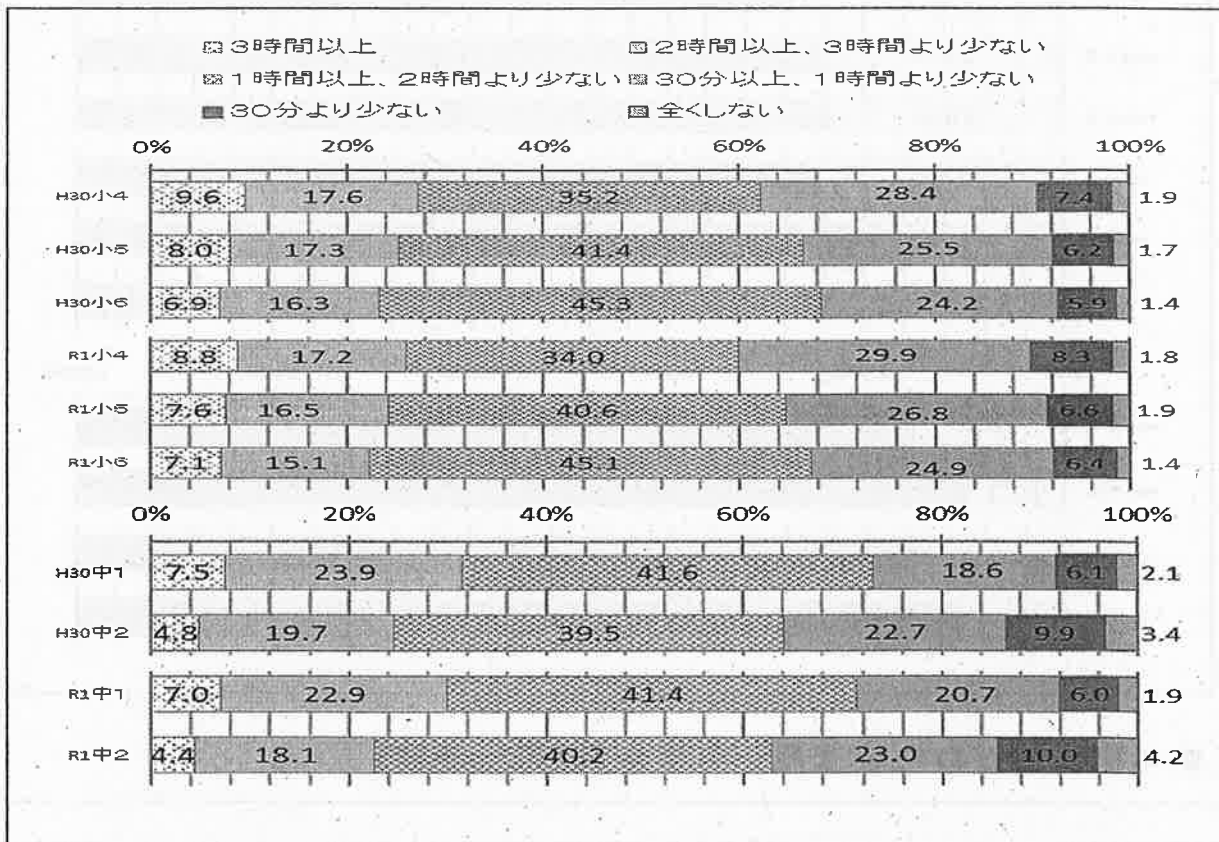 3時間以上 2時間以上、3時間より少ない
1時間以上、2時間より少ない 30分以上、1時間より少ない
30分より少ない 全くしない
0% 20% 40% 60% 80% 100%
H30小4 9.6 17.6 35.2 28.4 7.4 1.9
H30小5 8.0 17.3 41.4 25.5 6.2 1.7
H30小6 6.9 16.3 45.3 24.2 5.9 1.4
R1小4 8.8 17.2 34.0 29.9 8.3 1.8
R1小5 7.6 16.5 40.6 26.8 6.6 1.9
R1小6 7.1 15.1 45.1 24.9 6.4 1.4
0% 20% 40% 60% 80% 100%
H30中1 7.5 23.9 41.6 18.6 6.1 2.1
H30中2 4.8 19.7 39.5 22.7 9.9 3.4
R1中1 7.0 22.9 41.4 20.7 6.0 1.9
R1中2 4.4 18.1 40.2 23.0 10.0 4.2